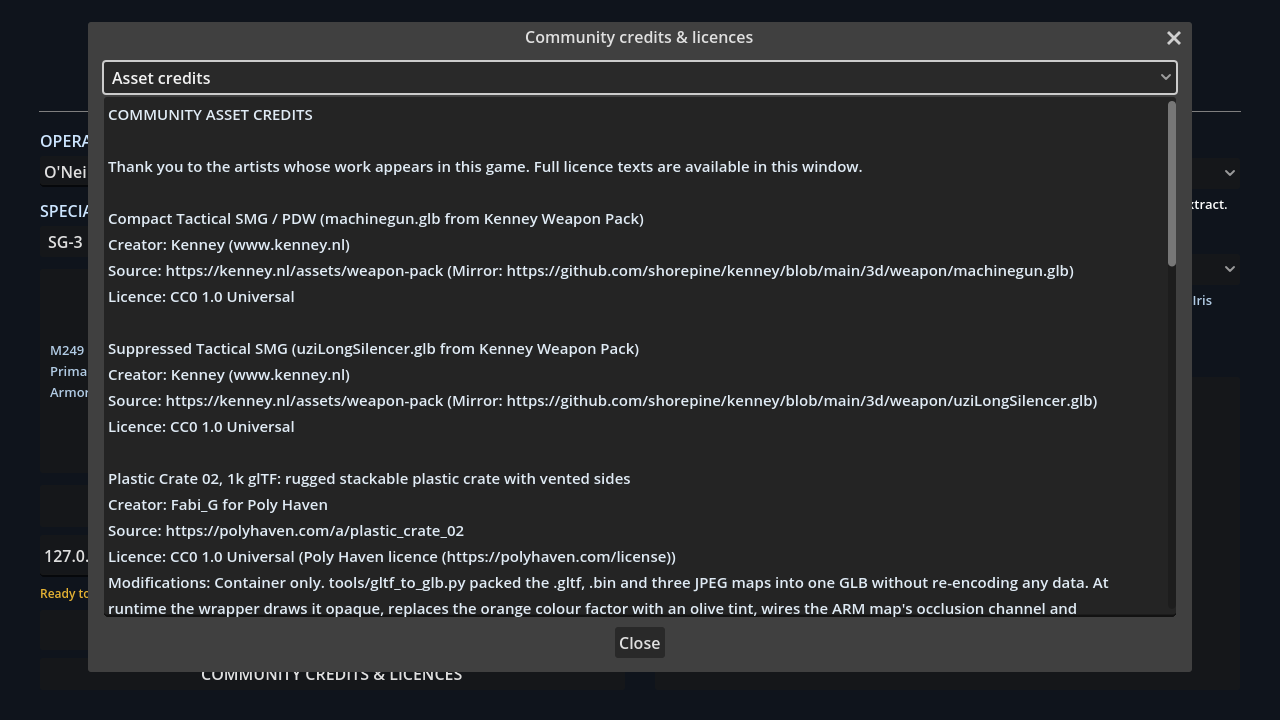 Community credits & licences
Asset credits
COMMUNITY ASSET CREDITS
Thank you to the artists whose work appears in this game. Full licence texts are available in this window.
Compact Tactical SMG / PDW (machinegun.glb from Kenney Weapon Pack)
Creator: Kenney (www.kenney.nl)
Source: https://kenney.nl/assets/weapon-pack (Mirror: https://github.com/shorepine/kenney/blob/main/3d/weapon/machinegun.glb)
Licence: CC0 1.0 Universal
Suppressed Tactical SMG (uziLongSilencer.glb from Kenney Weapon Pack)
Creator: Kenney (www.kenney.nl)
Source: https://kenney.nl/assets/weapon-pack (Mirror: https://github.com/shorepine/kenney/blob/main/3d/weapon/uziLongSilencer.glb)
Licence: CC0 1.0 Universal
Plastic Crate 02, 1k glTF: rugged stackable plastic crate with vented sides
Creator: Fabi_G for Poly Haven
Source: https://polyhaven.com/a/plastic_crate_02
Licence: CC0 1.0 Universal (Poly Haven licence (https://polyhaven.com/license))
Modifications: Container only. tools/gltf_to_glb.py packed the .gltf, .bin and three JPEG maps into one GLB without re-encoding any data. At
runtime the wrapper draws it opaque, replaces the orange colour factor with an olive tint, wires the ARM map's occlusion channel and
Close
OPERA
O'Nei
SPECIA
SG-3
M249
Prima
Armor
127.0.
Ready to
COMMUNITY CREDITS & LICENCES
xtract.
Iris